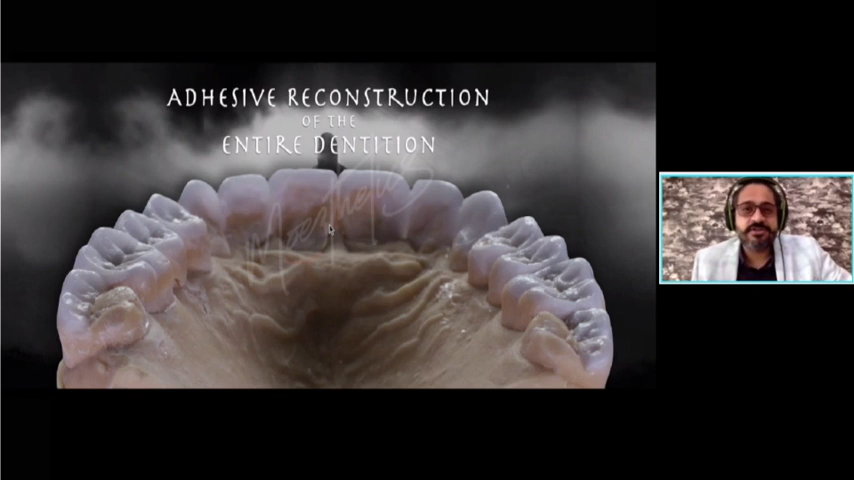 ADHESIVE RECONSTRUCTION
OF THE
ENTIRE DENTITION